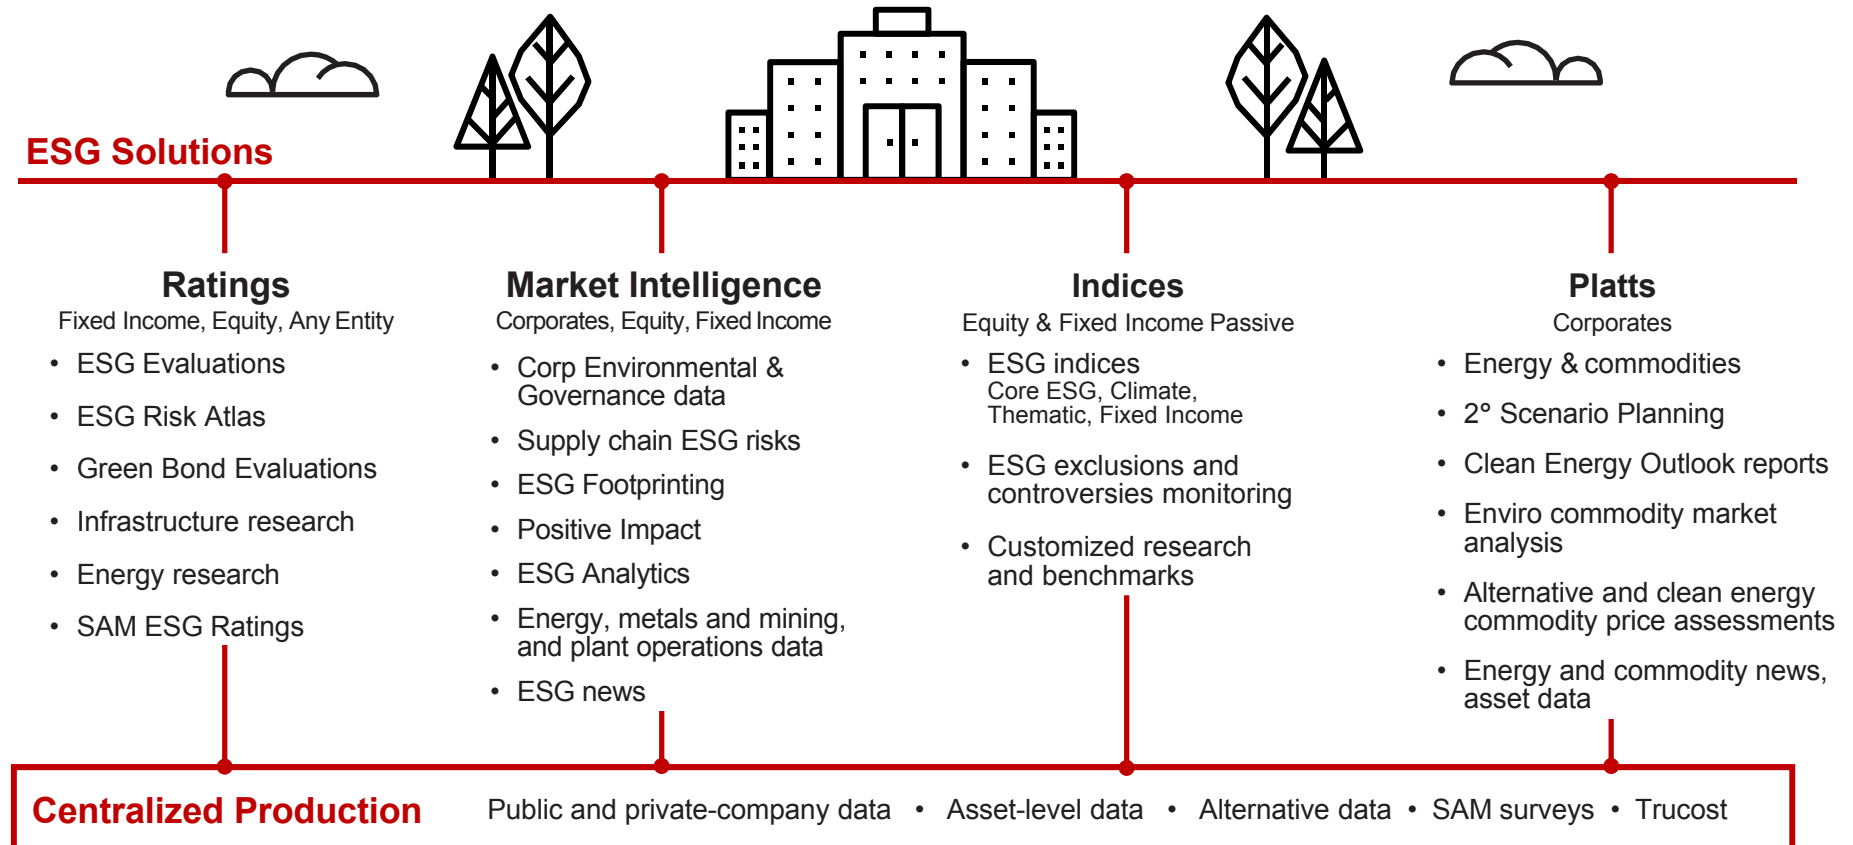 ESG Solutions
Ratings
Fixed Income, Equity, Any Entity
• ESG Evaluations
• ESG Risk Atlas
• Green Bond Evaluations
• Infrastructure research
• Energy research
• SAM ESG Ratings
Market Intelligence
Corporates, Equity, Fixed Income
• Corp Environmental &
Governance data
• Supply chain ESG risks
• ESG Footprinting
• Positive Impact
• ESG Analytics
• Energy, metals and mining,
and plant operations data
• ESG news
Indices
Equity & Fixed Income Passive
• ESG indices
Core ESG, Climate,
Thematic, Fixed Income
• ESG exclusions and
controversies monitoring
• Customized research
and benchmarks
Platts
Corporates
• Energy & commodities
• 2° Scenario Planning
• Clean Energy Outlook reports
• Enviro commodity market
analysis
• Alternative and clean energy
commodity price assessments
• Energy and commodity news,
asset data
Centralized Production
Public and private-company data • Asset-level data • Alternative data • SAM surveys • Trucost